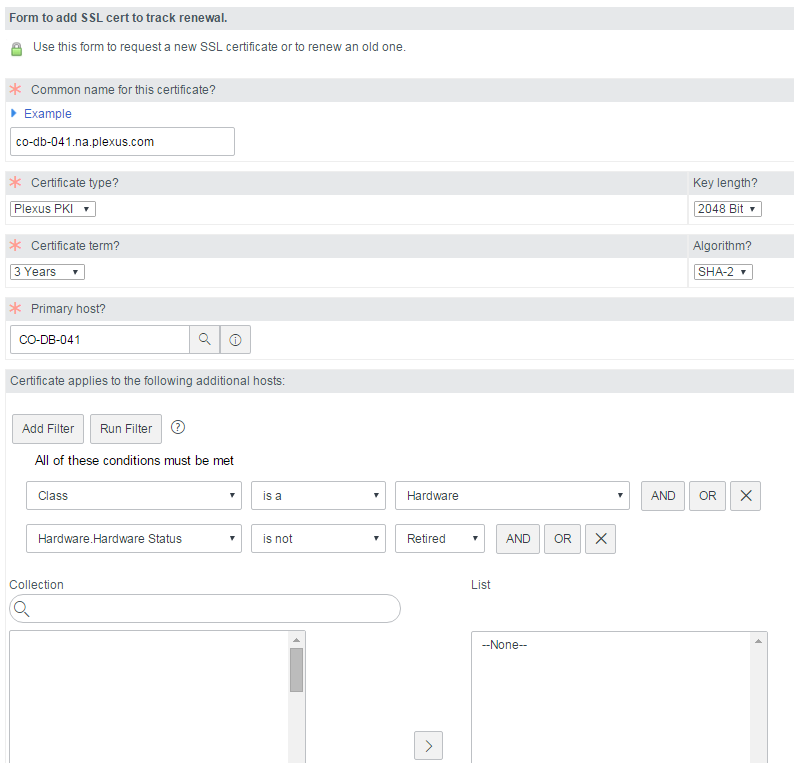 Form to add SSL cert to track renewal.
Use this form to request a new SSL certificate or to renew an old one.
Common name for this certificate?
Example
co-db-041.na.plexus.com
Certificate type? Key length?
Plexus PKI 2048 Bit
Certificate term? Algorithm?
3 Years SHA-2
Primary host?
CO-DB-041
Certificate applies to the following additional hosts:
Add Filter Run Filter ?
All of these conditions must be met
Class is a Hardware AND OR
Hardware.Hardware Status is not Retired AND OR
Collection List
--None--